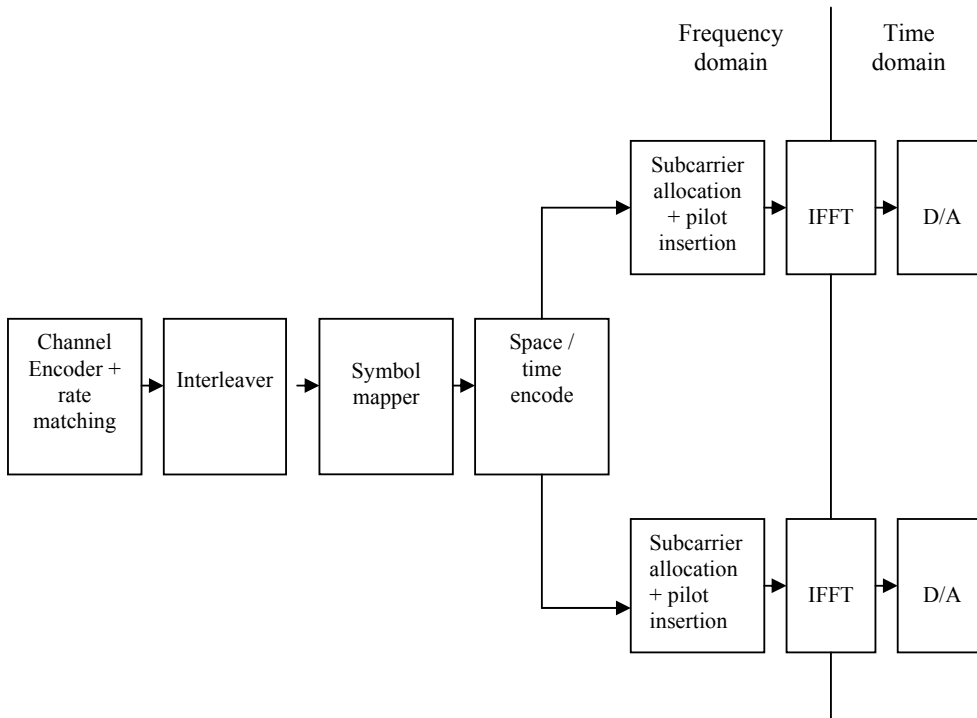 Frequency
domain
Time
domain
Subcarrier
allocation
+ pilot
insertion
IFFT
D/A
Channel
Encoder +
rate
matching
Interleaver
Symbol
mapper
Space /
time
encode
Subcarrier
allocation
+ pilot
insertion
IFFT
D/A